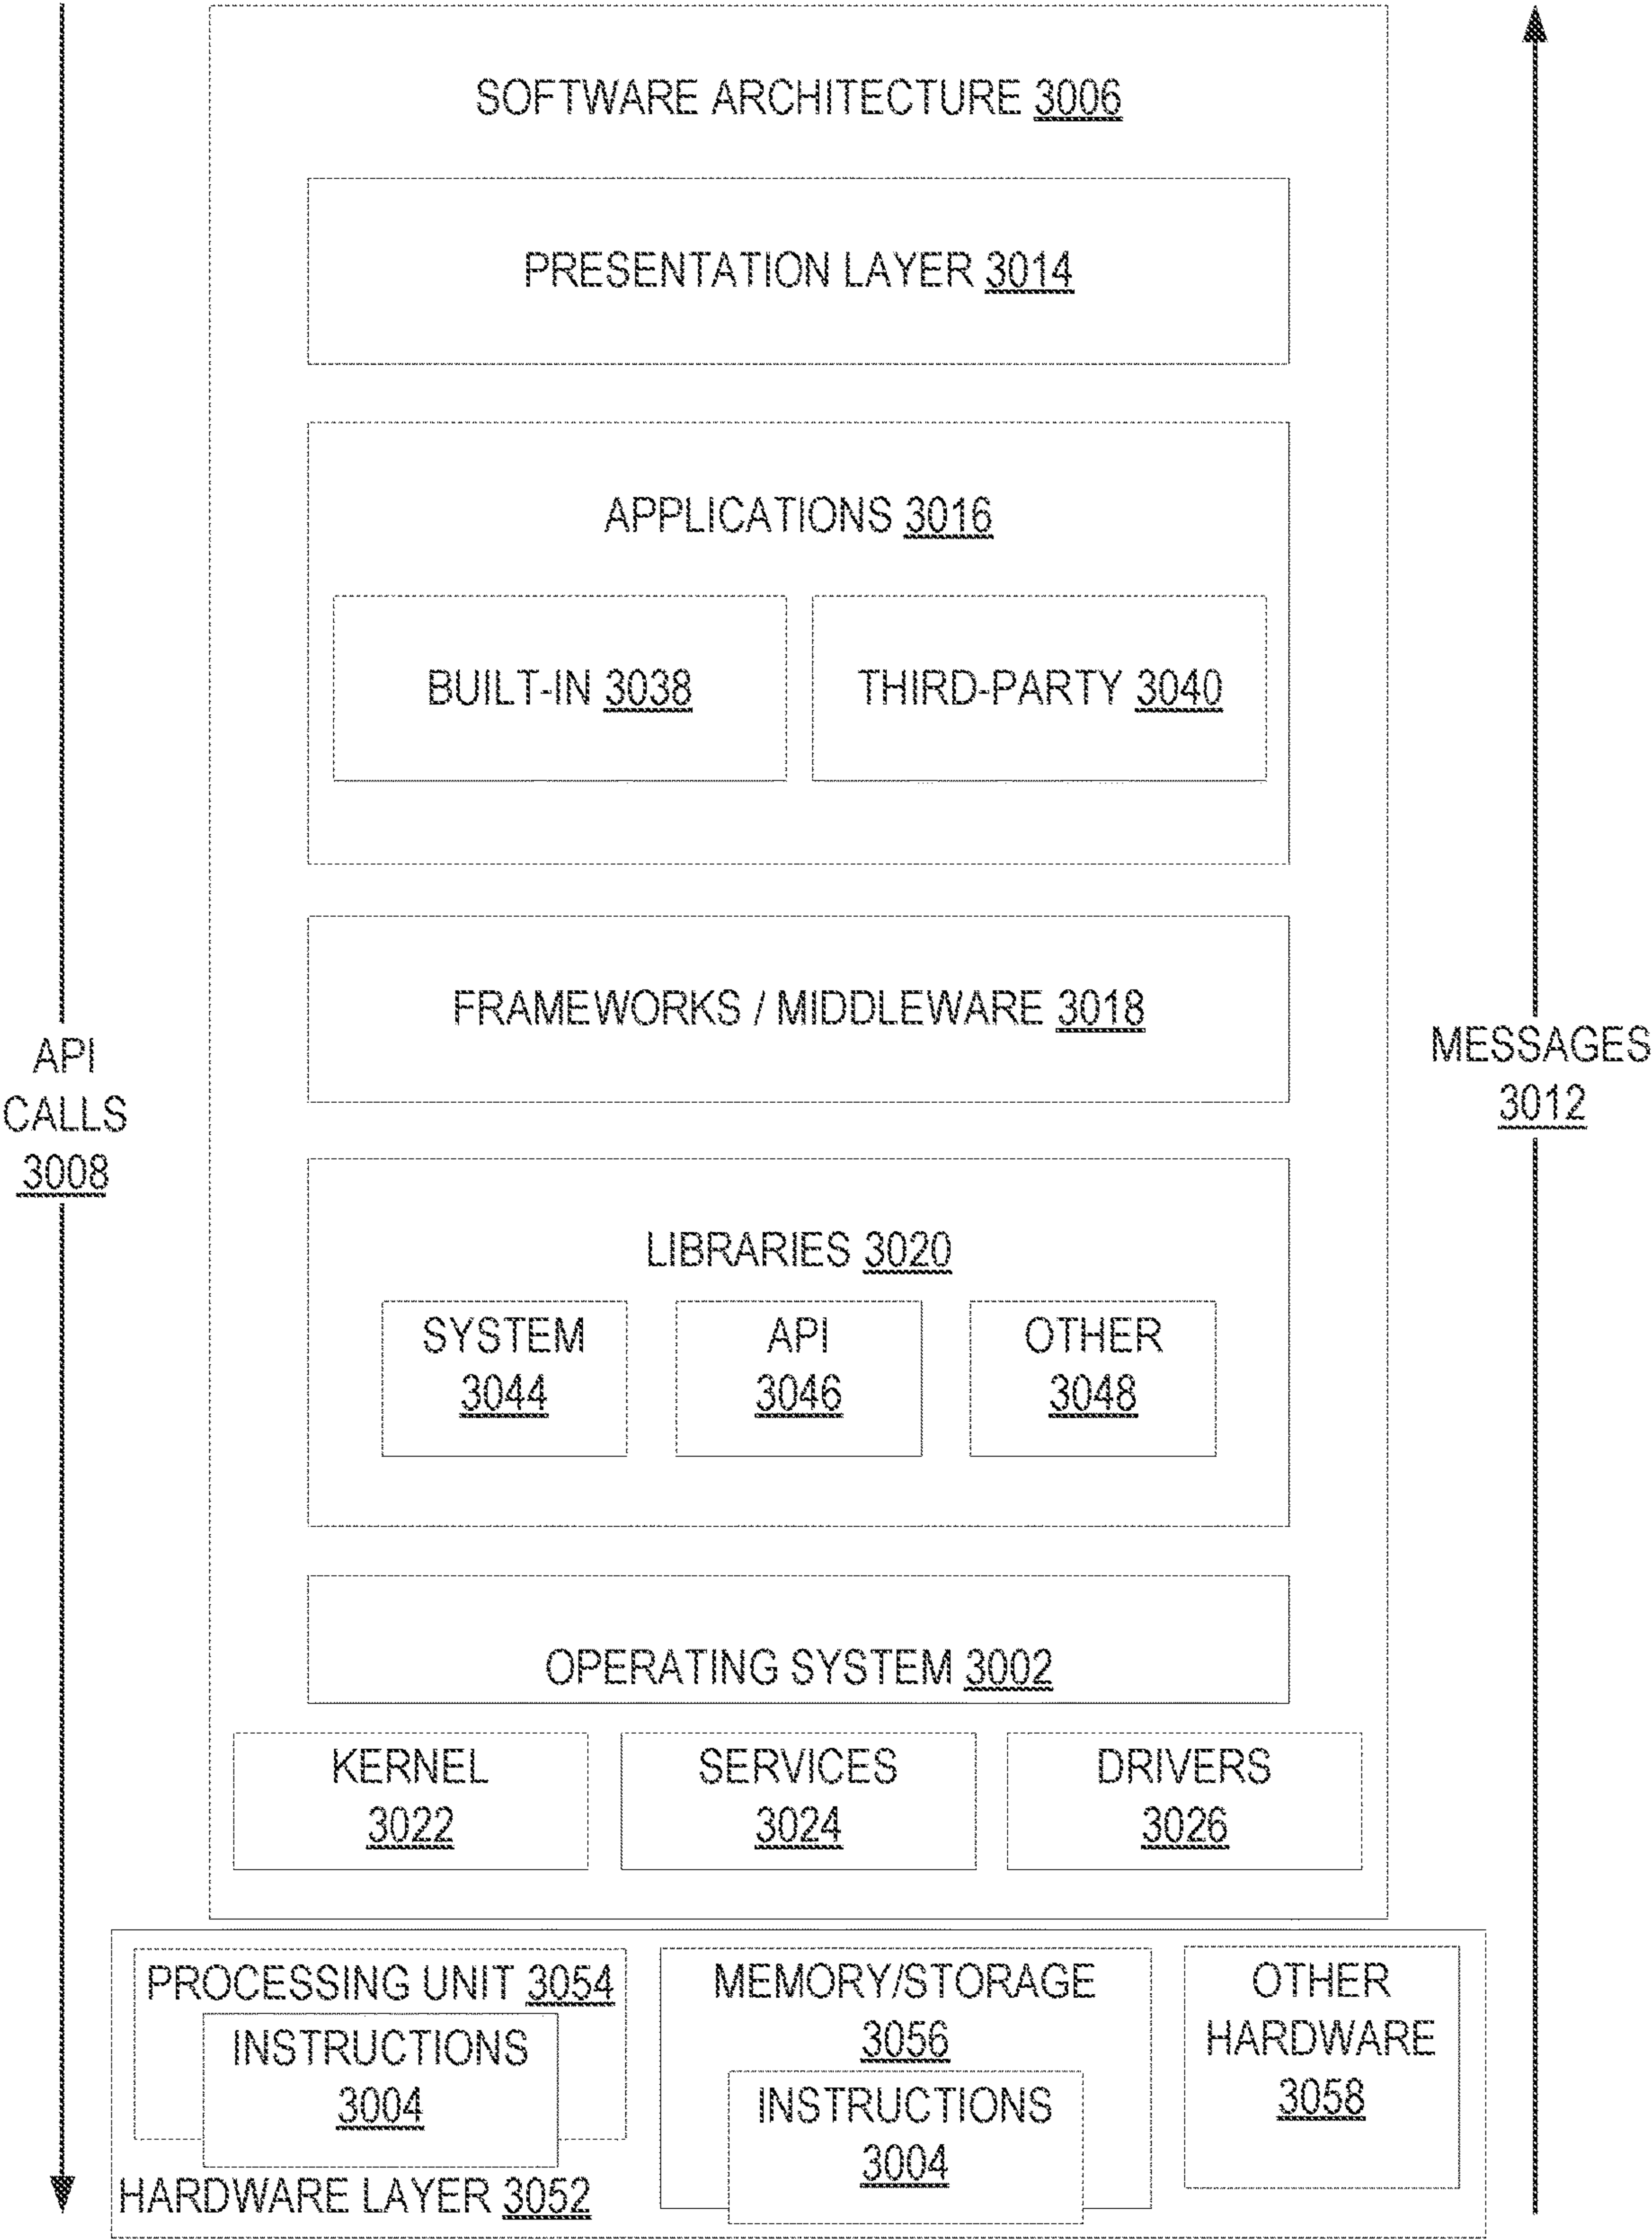 SOFTWARE ARCHITECTURE 3006
PRESENTATION LAYER 3014
APPLICATIONS 3016
BUILT-IN 3038
THIRD-PARTY 3040
FRAMEWORKS / MIDDLEWARE 3018
API
CALLS
3008
MESSAGES
3012
LIBRARIES 3020
SYSTEM
3044
API
3046
OTHER
3048
OPERATING SYSTEM 3002
KERNEL
3022
SERVICES
3024
DRIVERS
3026
PROCESSING UNIT 3054
INSTRUCTIONS
3004
MEMORY/STORAGE
3056
INSTRUCTIONS
3004
OTHER
HARDWARE
3058
HARDWARE LAYER 3052